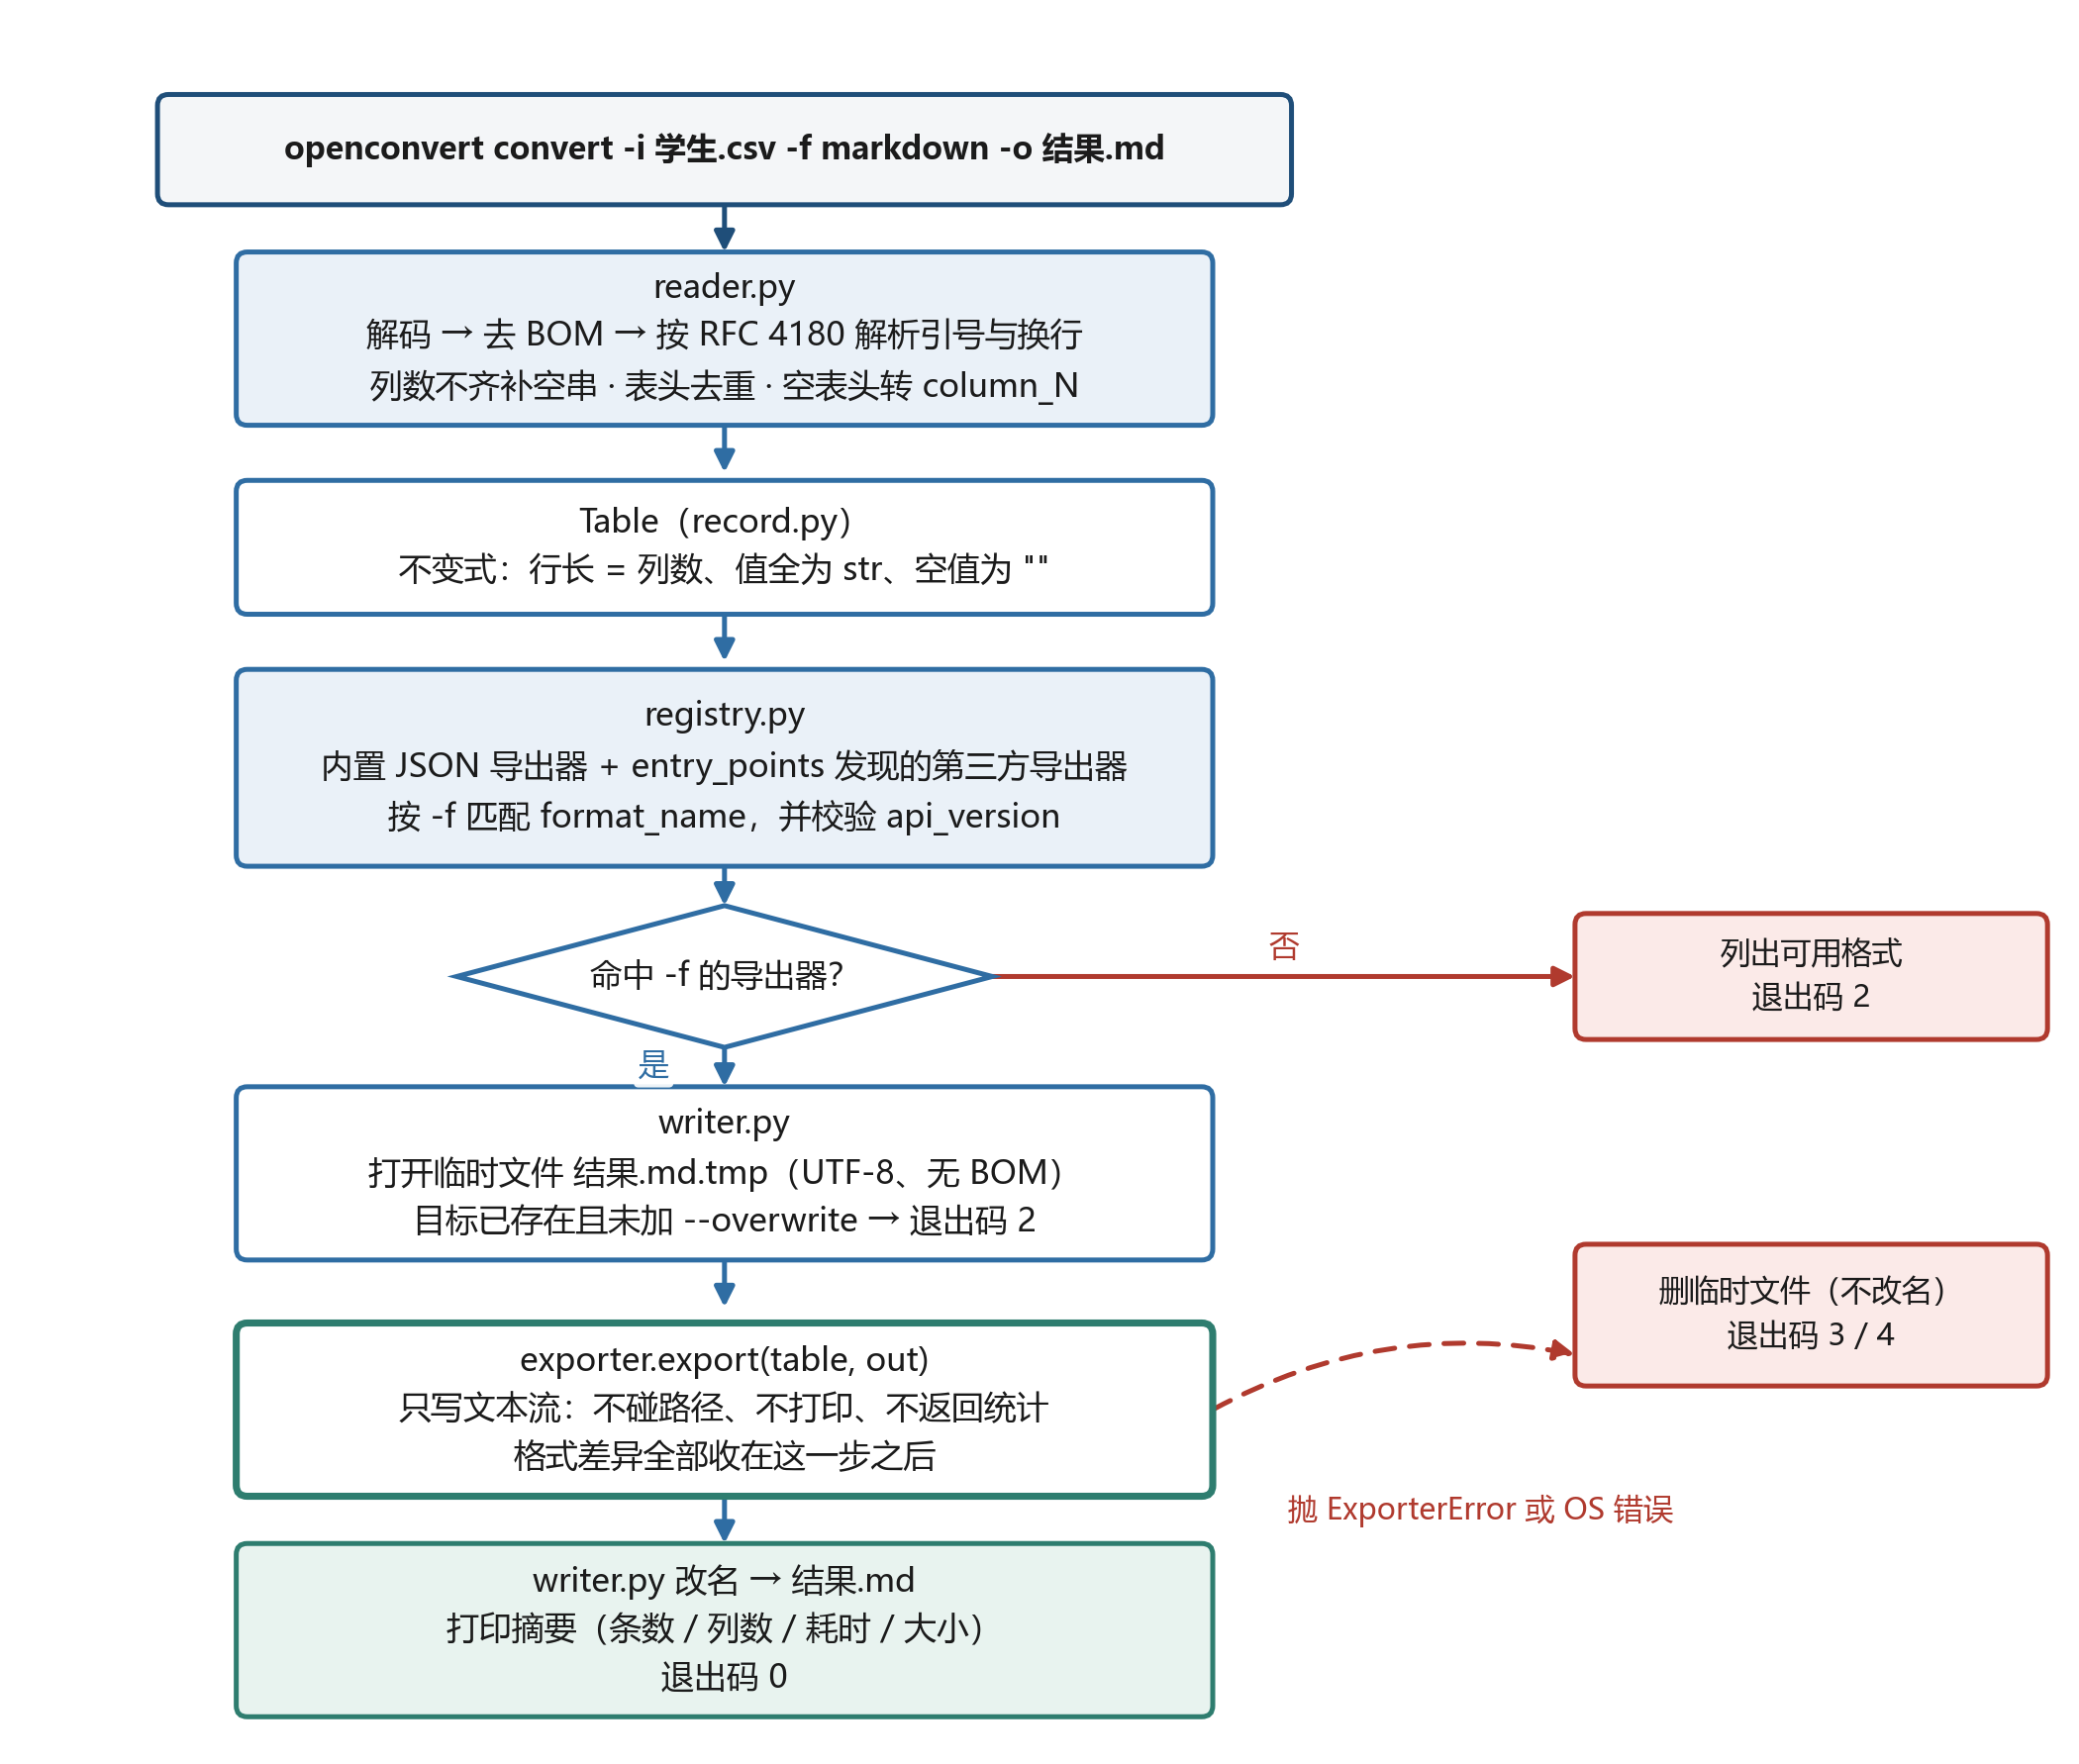 openconvert convert -i 学生.csv -f markdown -o 结果.md
reader.py
解码 → 去 BOM → 按 RFC 4180 解析引号与换行
列数不齐补空串 · 表头去重 · 空表头转 column_N
Table（record.py）
不变式：行长 = 列数、值全为 str、空值为 ""
registry.py
内置 JSON 导出器 + entry_points 发现的第三方导出器
按 -f 匹配 format_name，并校验 api_version
命中 -f 的导出器？
否
列出可用格式
退出码 2
是
writer.py
打开临时文件 结果.md.tmp（UTF-8、无 BOM）
目标已存在且未加 --overwrite → 退出码 2
删临时文件（不改名）
退出码 3 / 4
exporter.export(table, out)
只写文本流：不碰路径、不打印、不返回统计
格式差异全部收在这一步之后
抛 ExporterError 或 OS 错误
writer.py 改名 → 结果.md
打印摘要（条数 / 列数 / 耗时 / 大小）
退出码 0